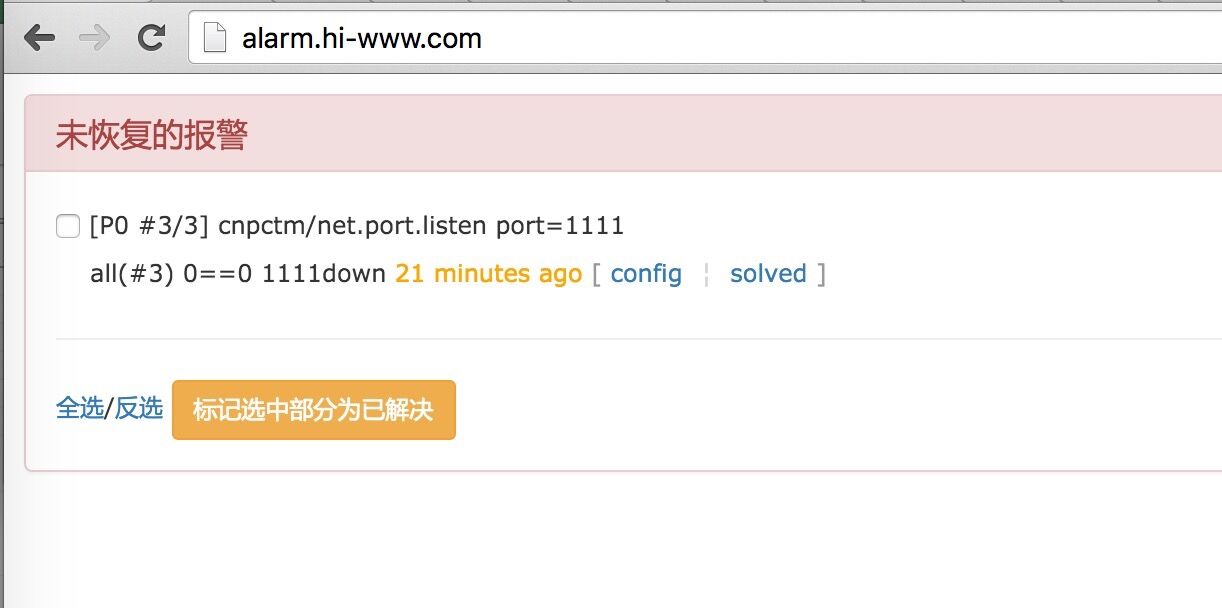 alarm.hi-www.com
未恢复的报警
[P0 #3/3] cnpctm/net.port.listen port=1111
all(#3) 0==0 1111down 21 minutes ago [ config ¦ solved ]
全选/反选 标记选中部分为已解决